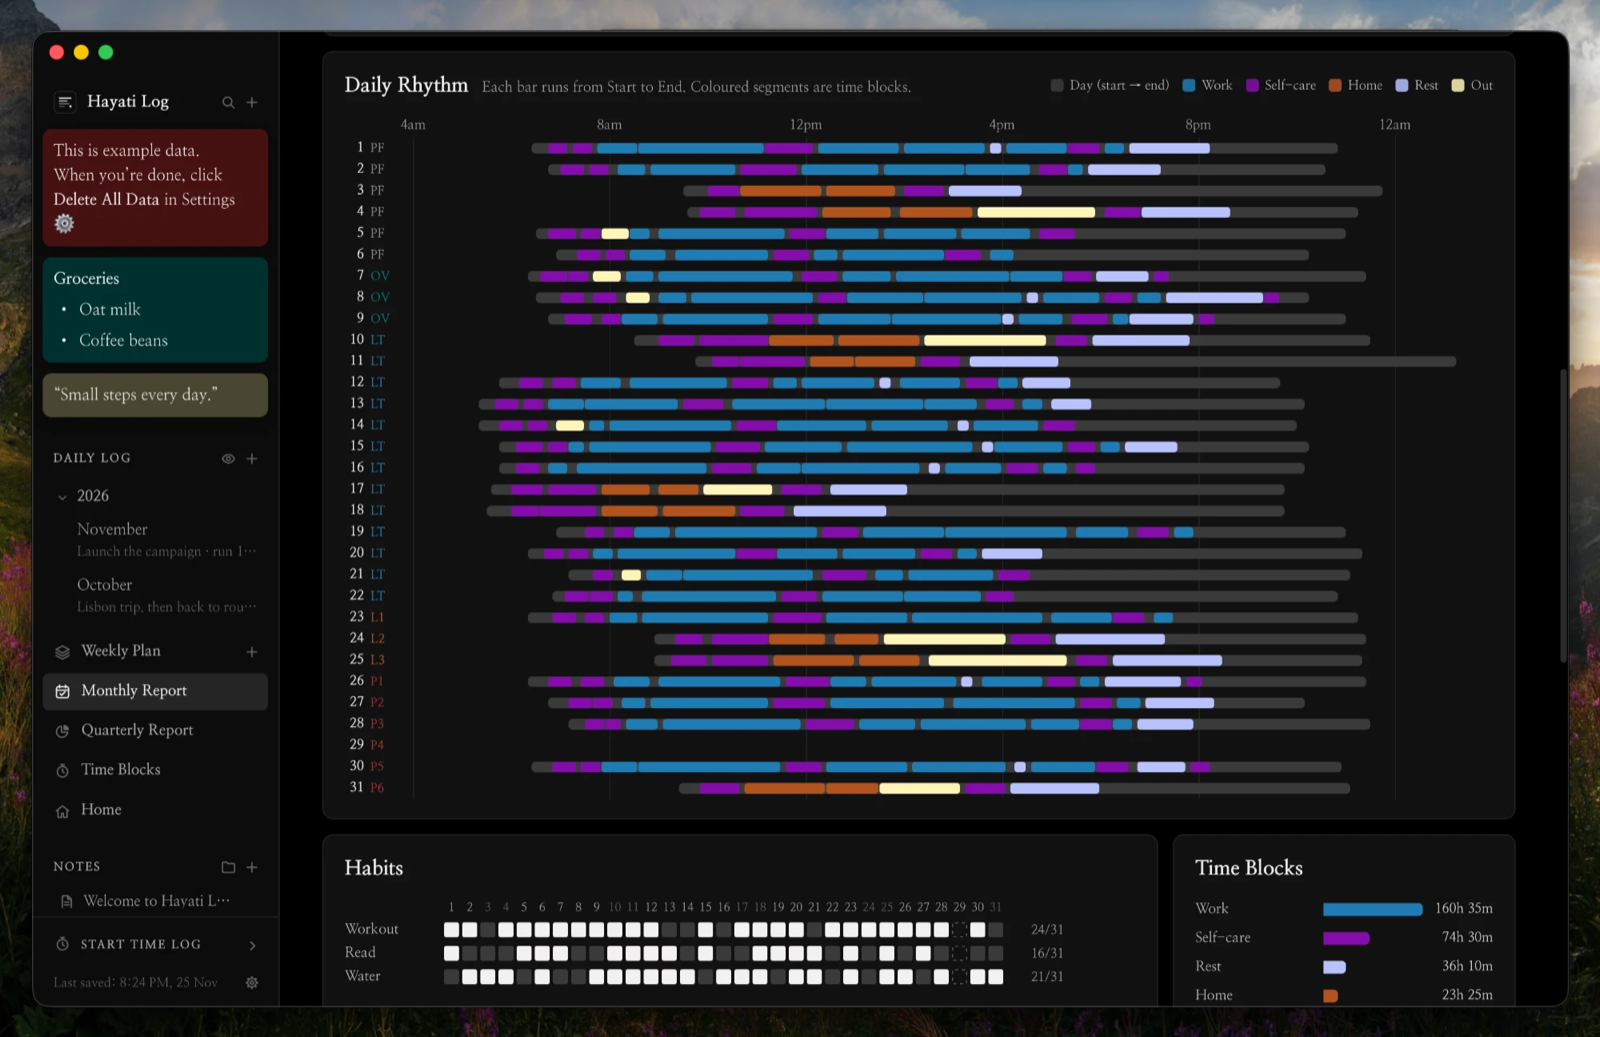 Hayati Log
This is example data.
When you're done, click
Delete All Data in Settings
Groceries
• Oat milk
• Coffee beans
“Small steps every day.”
DAILY LOG
2026
November
Launch the campaign · run 1···
October
Lisbon trip, then back to rou···
Weekly Plan
Monthly Report
Quarterly Report
Time Blocks
Home
NOTES
Welcome to Hayati L···
START TIME LOG
Last saved: 8:24 PM, 25 Nov
Daily Rhythm Each bar runs from Start to End. Coloured segments are time blocks.
Day (start → end) Work Self-care Home Rest Out
4am 8am 12pm 4pm 8pm 12am
1 PF
2 PF
3 PF
4 PF
5 PF
6 PF
7 OV
8 OV
9 OV
10 LT
11 LT
12 LT
13 LT
14 LT
15 LT
16 LT
17 LT
18 LT
19 LT
20 LT
21 LT
22 LT
23 L1
24 L2
25 L3
26 P1
27 P2
28 P3
29 P4
30 P5
31 P6
Habits
1 2 3 4 5 6 7 8 9 10 11 12 13 14 15 16 17 18 19 20 21 22 23 24 25 26 27 28 29 30 31
Workout 24/31
Read 16/31
Water 21/31
Time Blocks
Work 160h 35m
Self-care 74h 30m
Rest 36h 10m
Home 23h 25m